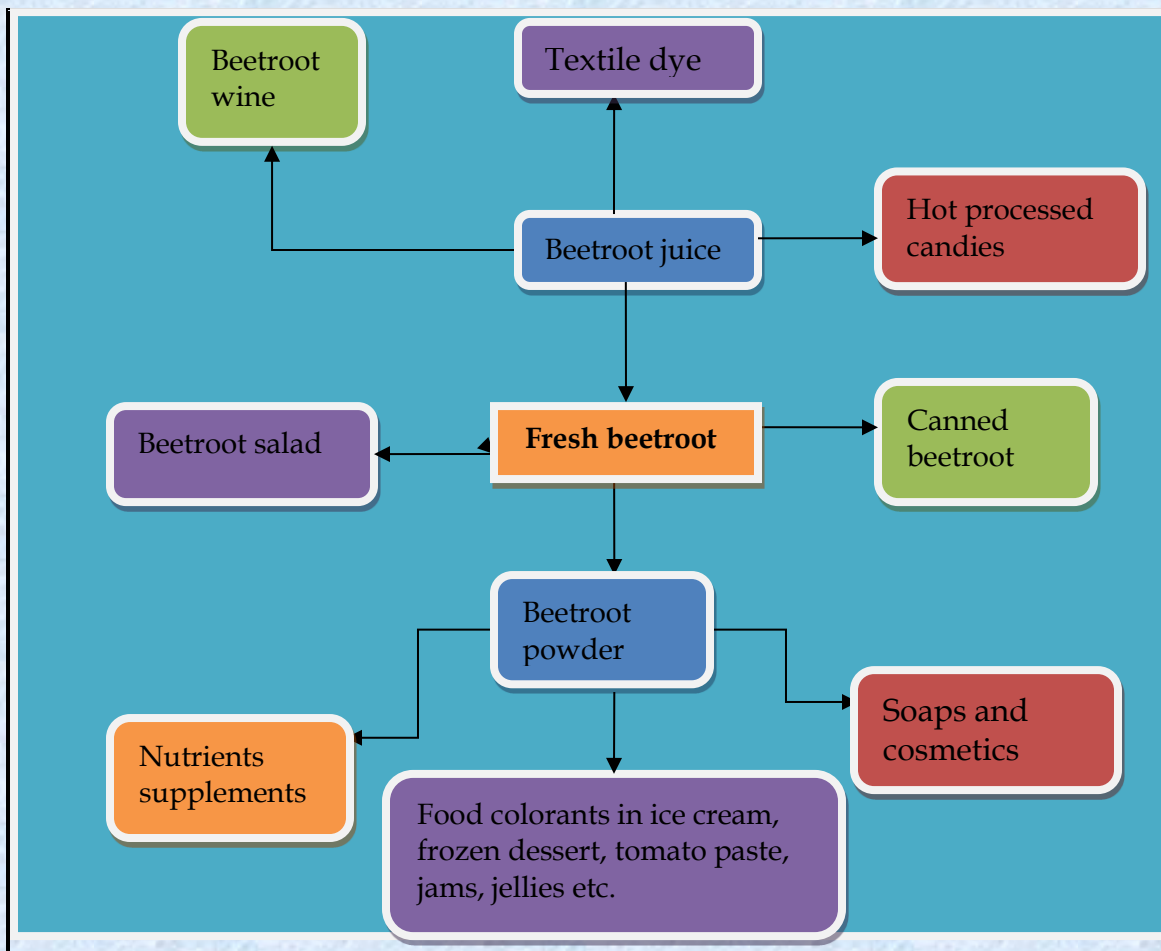 Beetroot
wine
Textile dye
Hot processed
candies
Beetroot juice
Beetroot salad
Fresh beetroot
Canned
beetroot
Beetroot
powder
Nutrients
supplements
Soaps and
cosmetics
Food colorants in ice cream,
frozen dessert, tomato paste,
jams, jellies etc.